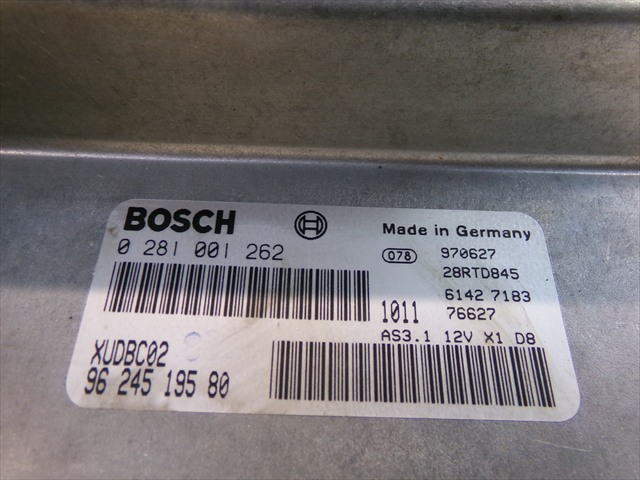 BOSCH
Made in Germany
0 281 001 262
078 970627
28RTD845
6142 7183
1011 76627
AS3.1 12V X1 D8
XUDBC02
96 245 195 80